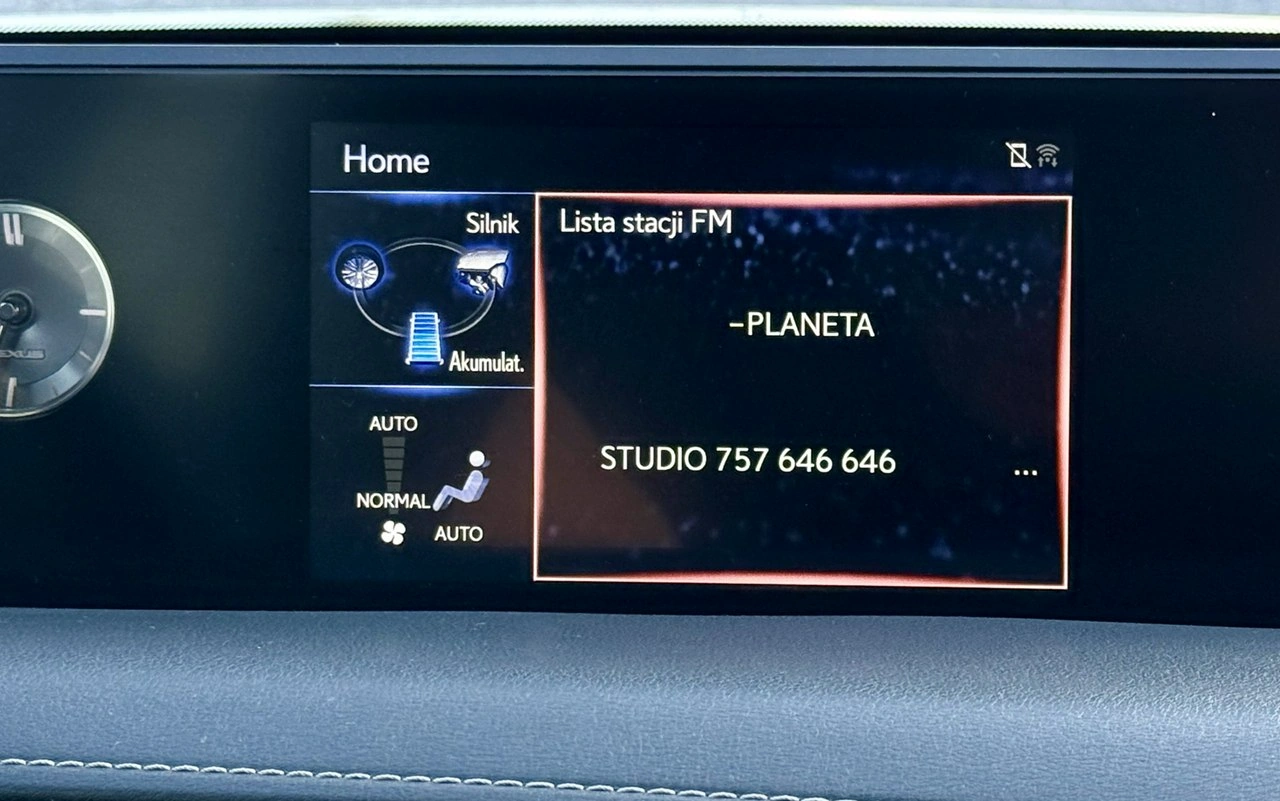 Home
Silnik
Akumulat.
AUTO
NORMAL
AUTO
Lista stacji FM
-PLANETA
STUDIO 757 646 646
...